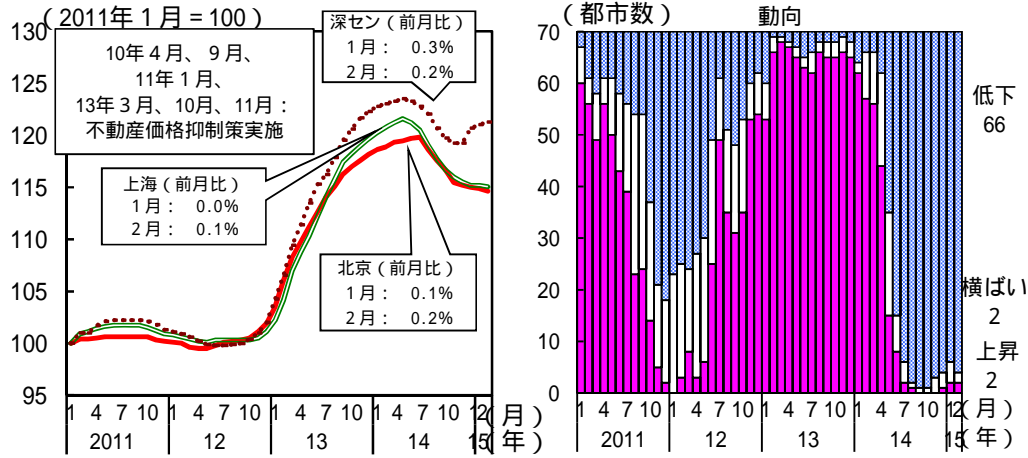 (2011年1月=100)
130
125
120
115
110
105
100
95
10年4月、9月、
11年1月、
13年3月、10月、11月:
不動産価格抑制策実施
深セン(前月比)
1月: 0.3%
2月: 0.2%
上海(前月比)
1月: 0.0%
2月: 0.1%
北京(前月比)
1月: 0.1%
2月: 0.2%
1 4 7 10 1 4 7 10 1 4 7 10 1 4 7 10 12 (月)
2011 12 13 14 15 (年)
(都市数) 動向
70
60
50
40
30
20
10
0
低下
66
横ばい
2
上昇
2
1 4 7 10 1 4 7 10 1 4 7 10 1 4 7 10 12 (月)
2011 12 13 14 15 (年)